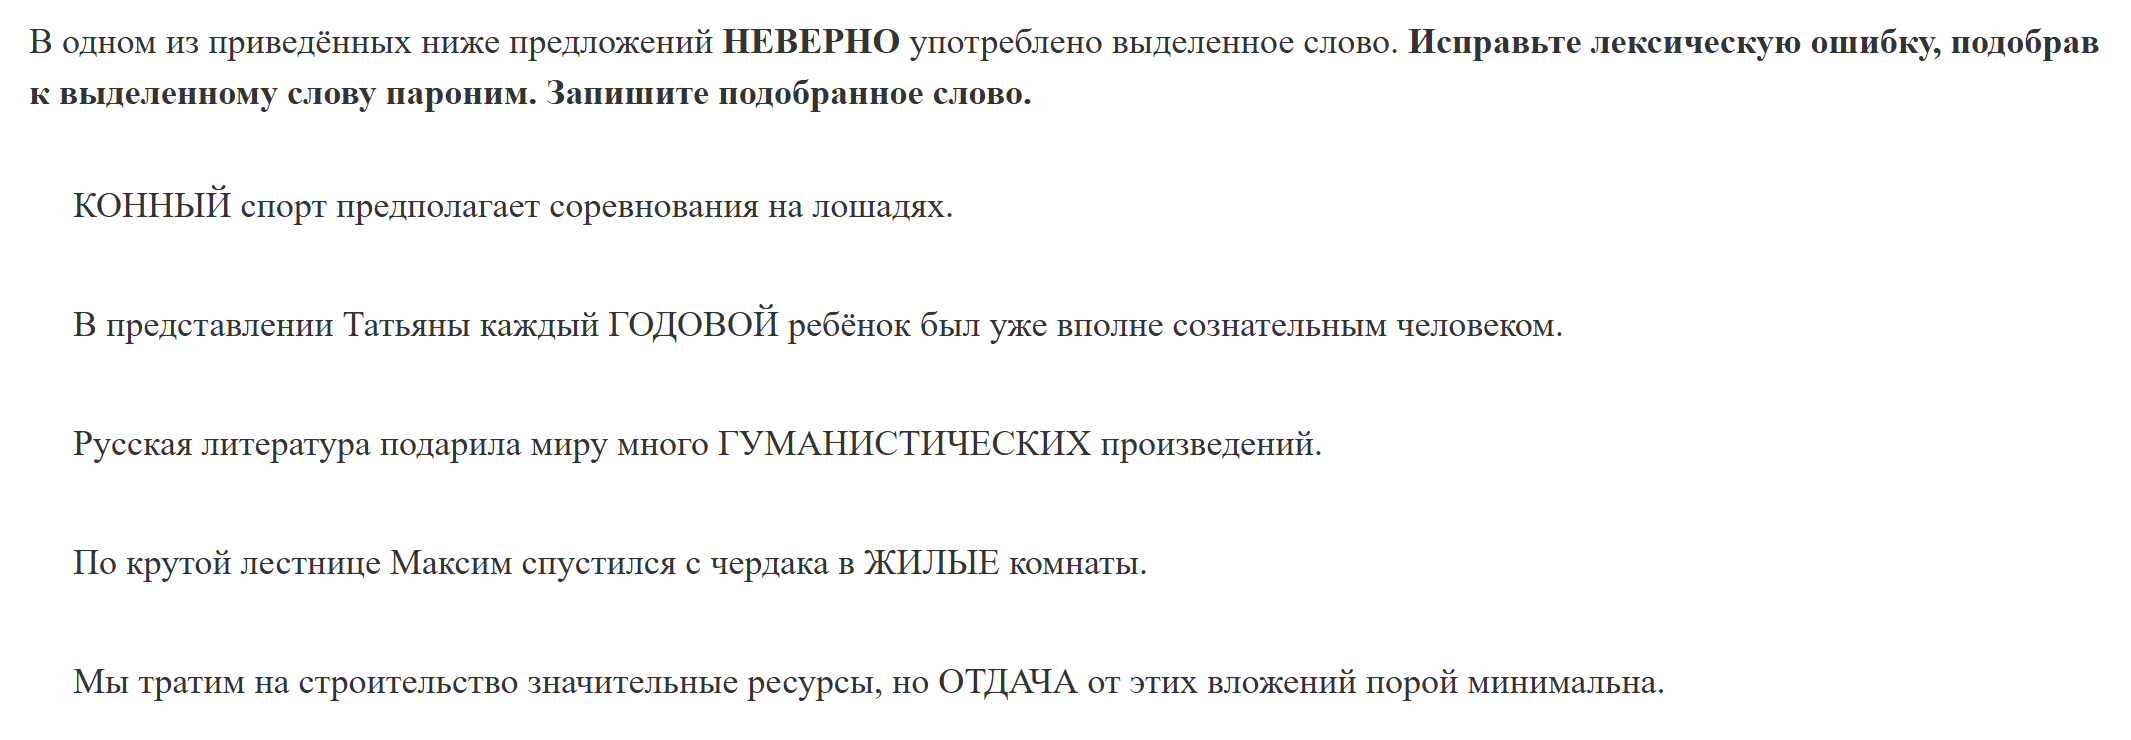 В одном из приведённых ниже предложений НЕВЕРНО употреблено выделенное слово. Исправьте лексическую ошибку, подобрав
к выделенному слову пароним. Запишите подобранное слово.
КОННЫЙ спорт предполагает соревнования на лошадях.
В представлении Татьяны каждый ГОДОВОЙ ребёнок был уже вполне сознательным человеком.
Русская литература подарила миру много ГУМАНИСТИЧЕСКИХ произведений.
По крутой лестнице Максим спустился с чердака в ЖИЛЫЕ комнаты.
Мы тратим на строительство значительные ресурсы, но ОТДАЧА от этих вложений порой минимальна.